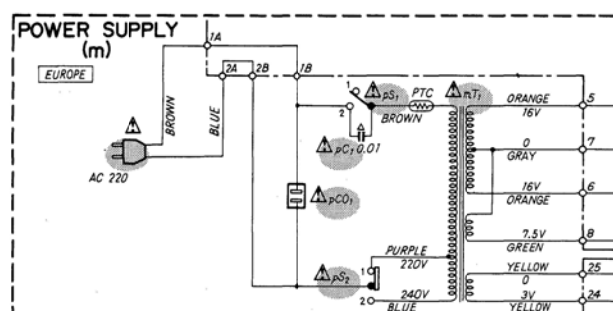 POWER SUPPLY
(m)
EUROPE
1A
2A
2B
1B
BROWN
BLUE
AC 220
1
2
pS₁
PTC
BROWN
mT₁
pC₁ 0.01
pCO₁
pS₂
1
2
PURPLE
220V
240V
BLUE
ORANGE
16V
5
0
GRAY
7
16V
ORANGE
6
7.5V
GREEN
8
YELLOW
25
0
3V
YELLOW
24